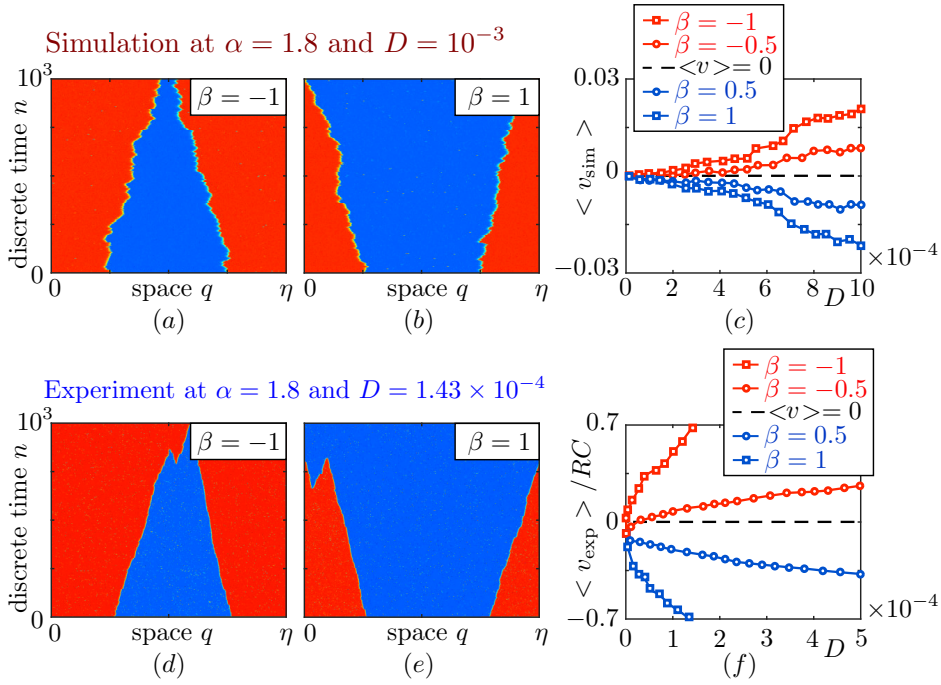 Simulation at α = 1.8 and D = 10⁻³
β = −1
β = −0.5
<v>= 0
β = 0.5
β = 1
10³
discrete time n
0
β = −1
0 space q η
(a)
β = 1
0 space q η
(b)
0.03
< v_sim >
0
−0.03
0 2 4 6 8 D 10
×10⁻⁴
(c)
Experiment at α = 1.8 and D = 1.43 × 10⁻⁴
β = −1
β = −0.5
<v>= 0
β = 0.5
β = 1
10³
discrete time n
0
β = −1
0 space q η
(d)
β = 1
0 space q η
(e)
0.7
< v_exp > /RC
0
−0.7
0 1 2 3 4 D 5
×10⁻⁴
(f)